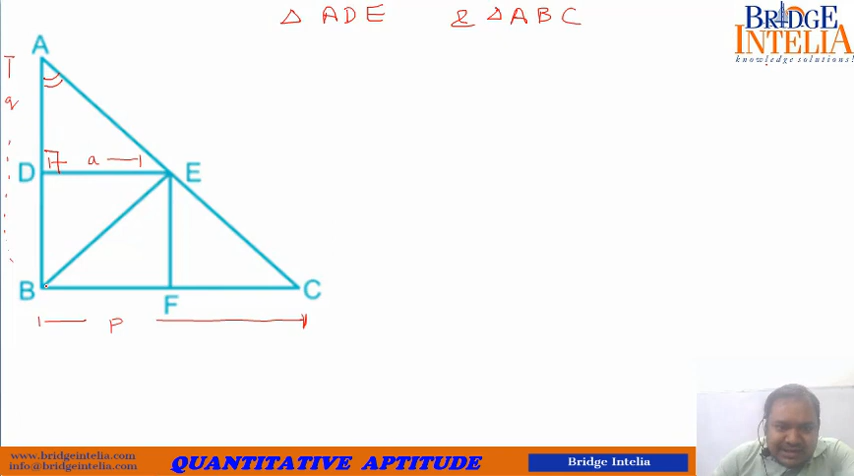 △ ADE & △ABC
BRIDGE
INTELIA
knowledge solutions!
A
q
D
a
E
B
F
C
p
www.bridgeintelia.com
info@bridgeintelia.com
QUANTITATIVE APTITUDE
Bridge Intelia